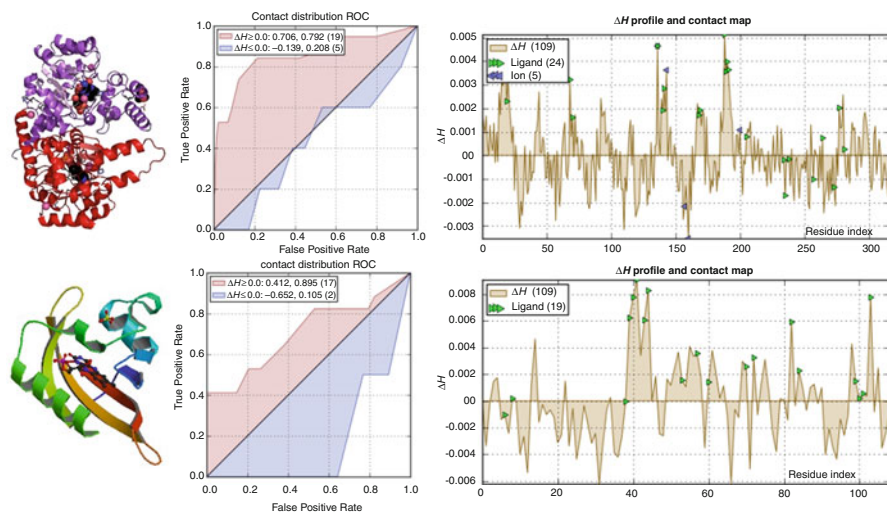 Contact distribution ROC
1.0
0.8
0.6
0.4
0.2
0.0
ΔH≥0.0: 0.706, 0.792 (19)
ΔH≤0.0: −0.139, 0.208 (5)
True Positive Rate
0.0 0.2 0.4 0.6 0.8 1.0
False Positive Rate
ΔH profile and contact map
0.005
0.004
0.003
0.002
0.001
0.00
−0.001
−0.002
−0.003
ΔH
ΔH (109)
Ligand (24)
Ion (5)
Residue index
0 50 100 150 200 250 300
contact distribution ROC
1.0
0.8
0.6
0.4
0.2
0.0
ΔH≥0.0: 0.412, 0.895 (17)
ΔH≤0.0: −0.652, 0.105 (2)
True Positive Rate
0.0 0.2 0.4 0.6 0.8 1.0
False Positive Rate
ΔH profile and contact map
0.008
0.006
0.004
0.002
0.00
−0.002
−0.004
−0.006
ΔH
ΔH (109)
Ligand (19)
Residue index
0 20 40 60 80 100